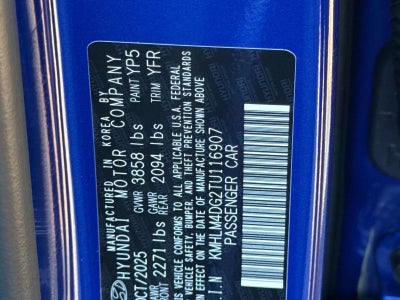 MANUFACTURED IN KOREA BY
HYUNDAI MOTOR COMPANY
CT/2025 GVWR 3858 lbs PAINT YP5
GAWR 2271 lbs GAWR REAR 2094 lbs TRIM YFR
VEHICLE CONFORMS TO ALL APPLICABLE U.S.A. FEDERAL
VEHICLE SAFETY, BUMPER, AND THEFT PREVENTION STANDARDS
EFFECT ON THE DATE OF MANUFACTURE SHOWN ABOVE
I.N KMHLM4DG2TU116907
PASSENGER CAR